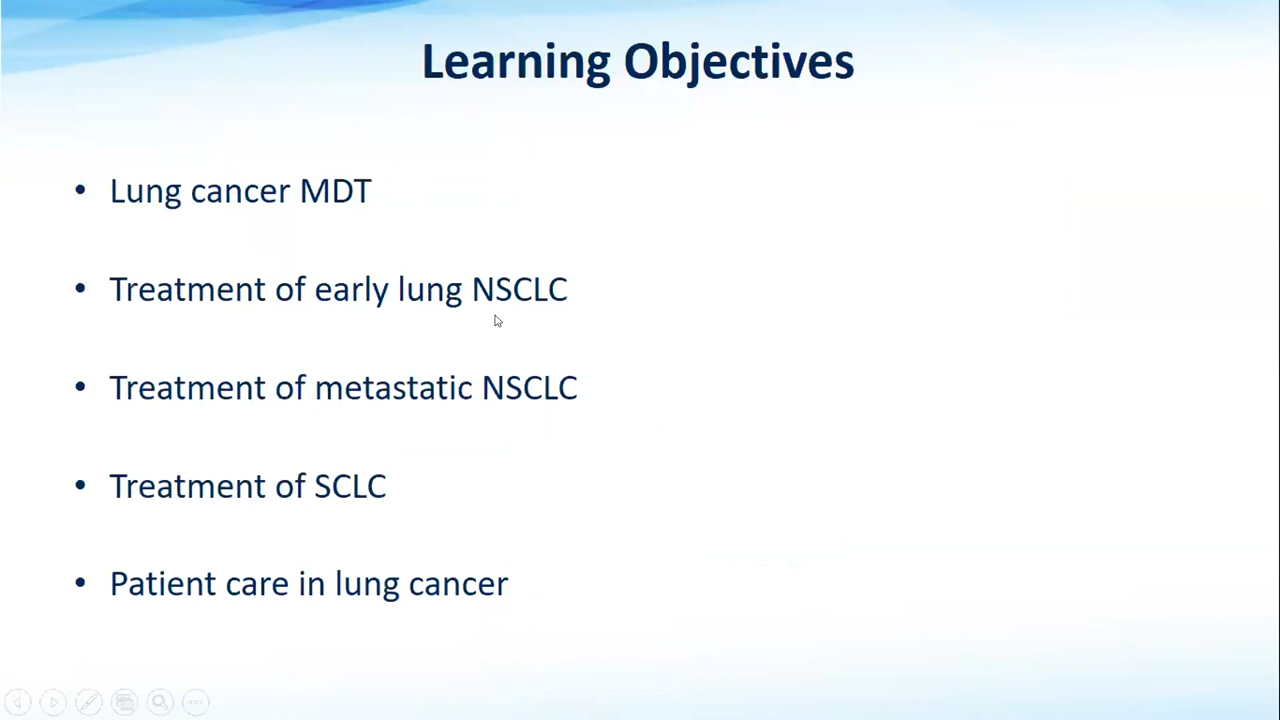 Learning Objectives
• Lung cancer MDT
• Treatment of early lung NSCLC
• Treatment of metastatic NSCLC
• Treatment of SCLC
• Patient care in lung cancer